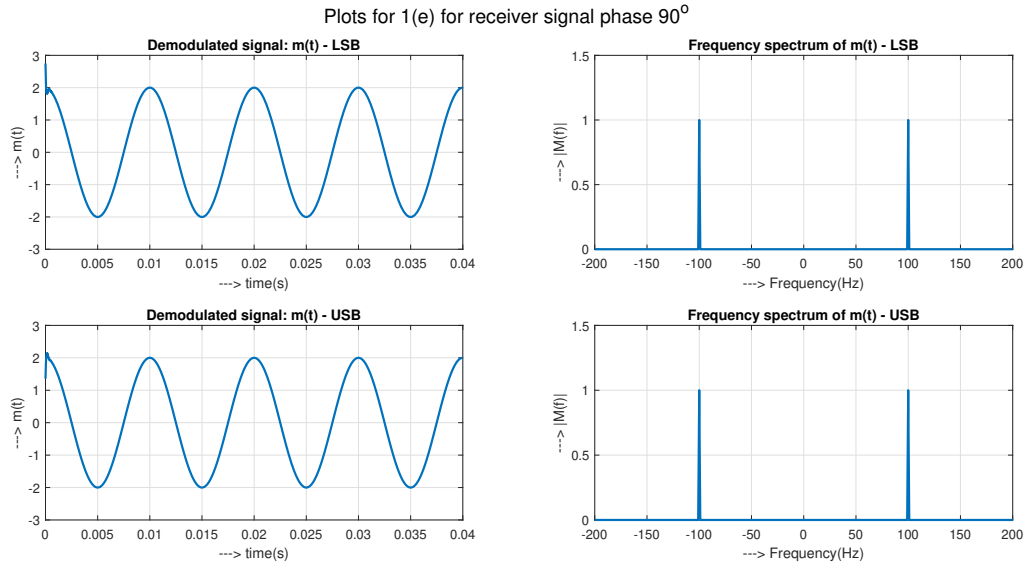 Plots for 1(e) for receiver signal phase 90°
Demodulated signal: m(t) - LSB
3
2
1
0
-1
-2
-3
---> m(t)
0 0.005 0.01 0.015 0.02 0.025 0.03 0.035 0.04
---> time(s)
Frequency spectrum of m(t) - LSB
1.5
1
0.5
0
---> |M(f)|
-200 -150 -100 -50 0 50 100 150 200
---> Frequency(Hz)
Demodulated signal: m(t) - USB
3
2
1
0
-1
-2
-3
---> m(t)
0 0.005 0.01 0.015 0.02 0.025 0.03 0.035 0.04
---> time(s)
Frequency spectrum of m(t) - USB
1.5
1
0.5
0
---> |M(f)|
-200 -150 -100 -50 0 50 100 150 200
---> Frequency(Hz)